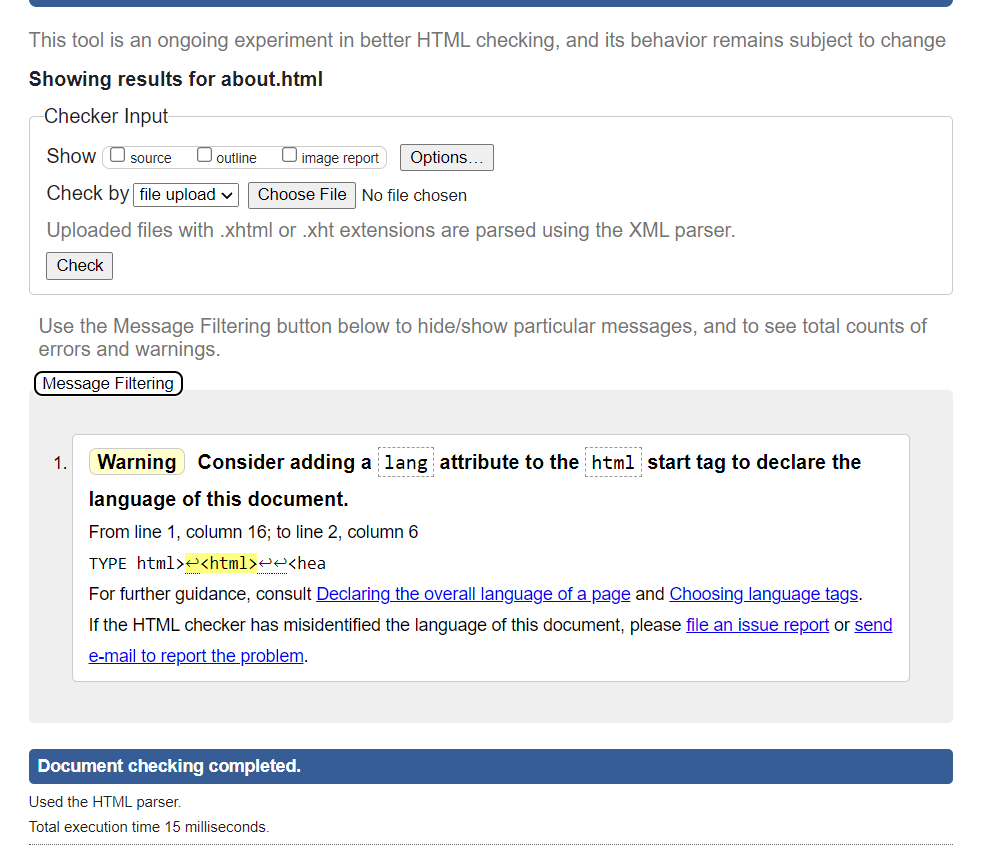 This tool is an ongoing experiment in better HTML checking, and its behavior remains subject to change
Showing results for about.html
Checker Input
Show source outline image report Options...
Check by file upload Choose File No file chosen
Uploaded files with .xhtml or .xht extensions are parsed using the XML parser.
Check
Use the Message Filtering button below to hide/show particular messages, and to see total counts of
errors and warnings.
Message Filtering
1. Warning Consider adding a lang attribute to the html start tag to declare the
language of this document.
From line 1, column 16; to line 2, column 6
TYPE html>↩<html>↩↩<hea
For further guidance, consult Declaring the overall language of a page and Choosing language tags.
If the HTML checker has misidentified the language of this document, please file an issue report or send
e-mail to report the problem.
Document checking completed.
Used the HTML parser.
Total execution time 15 milliseconds.